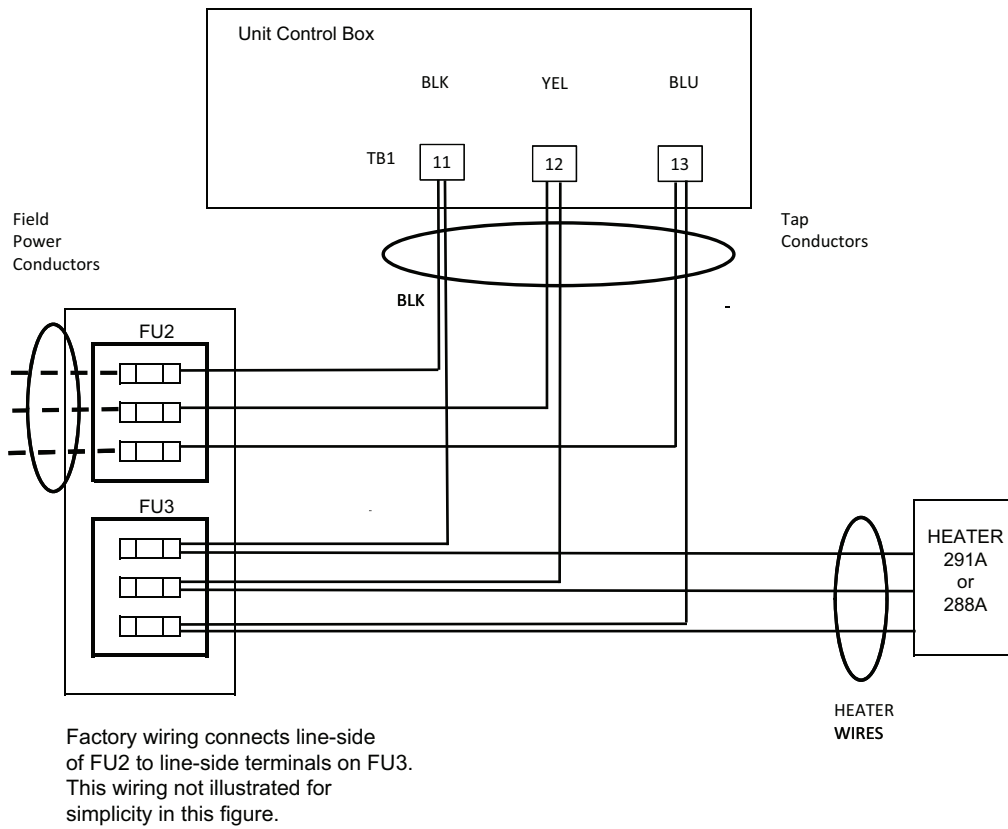 Unit Control Box
BLK YEL BLU
TB1 11 12 13
Field
Power
Conductors
Tap
Conductors
BLK
FU2
FU3
HEATER
291A
or
288A
HEATER
WIRES
Factory wiring connects line-side
of FU2 to line-side terminals on FU3.
This wiring not illustrated for
simplicity in this figure.